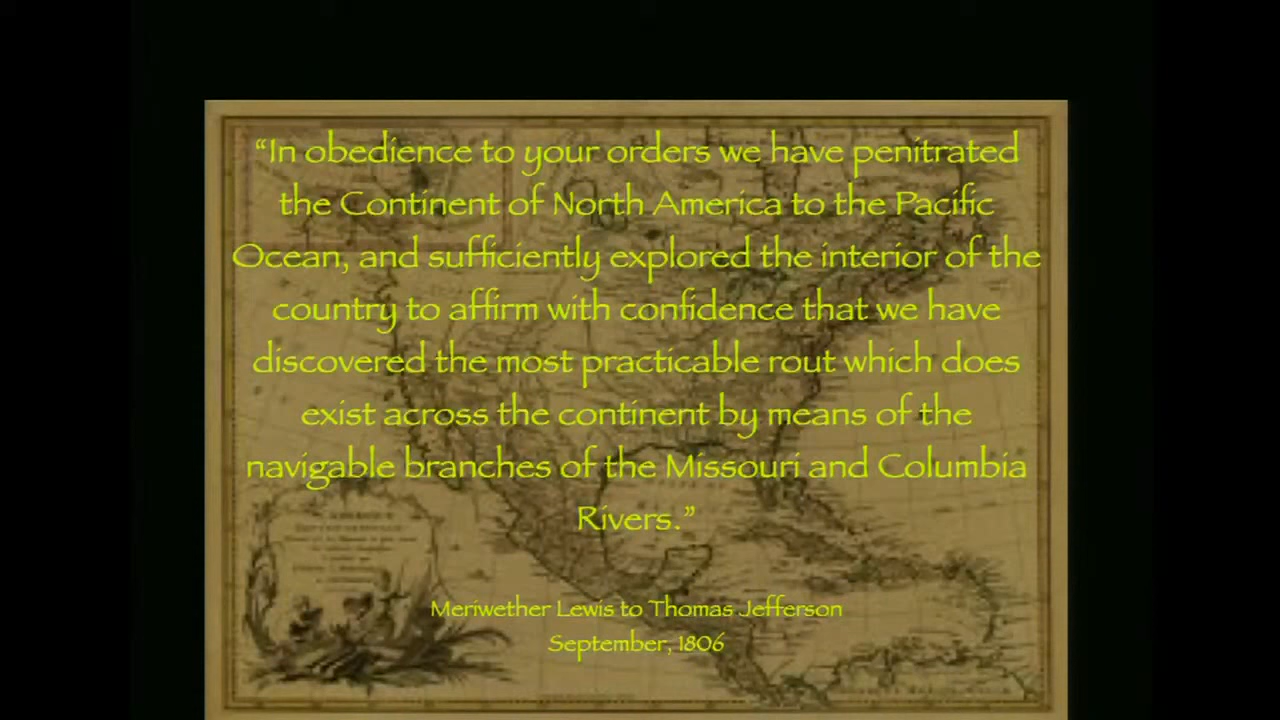 “In obedience to your orders we have penitrated
the Continent of North America to the Pacific
Ocean, and sufficiently explored the interior of the
country to affirm with confidence that we have
discovered the most practicable rout which does
exist across the continent by means of the
navigable branches of the Missouri and Columbia
Rivers.”
Meriwether Lewis to Thomas Jefferson
September, 1806